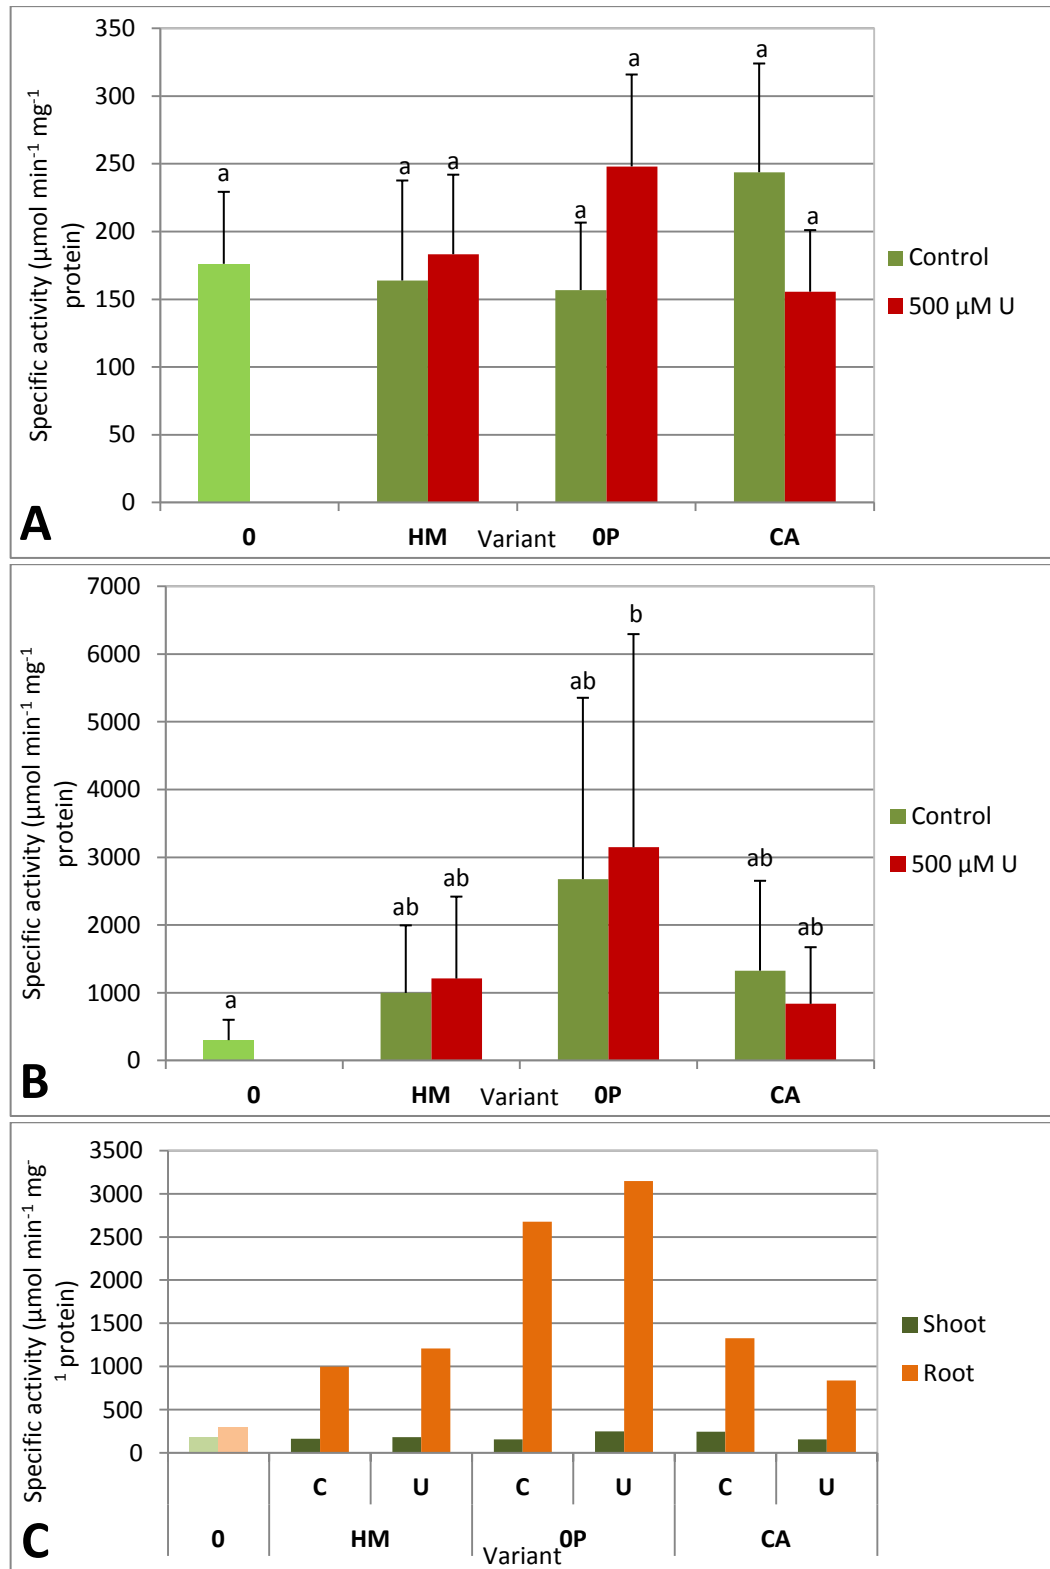 350
300
250
200
150
100
50
0
Specific activity (µmol min⁻¹ mg⁻¹
protein)
a
a
a
a
a
a
a
Control
500 µM U
0
HM
0P
CA
Variant
A
7000
6000
5000
4000
3000
2000
1000
0
Specific activity (µmol min⁻¹ mg⁻¹
protein)
a
ab
ab
ab
b
ab
ab
Control
500 µM U
0
HM
0P
CA
Variant
B
3500
3000
2500
2000
1500
1000
500
0
Specific activity (µmol min⁻¹ mg⁻
¹ protein)
Shoot
Root
C
U
C
U
C
U
0
HM
0P
CA
Variant
C